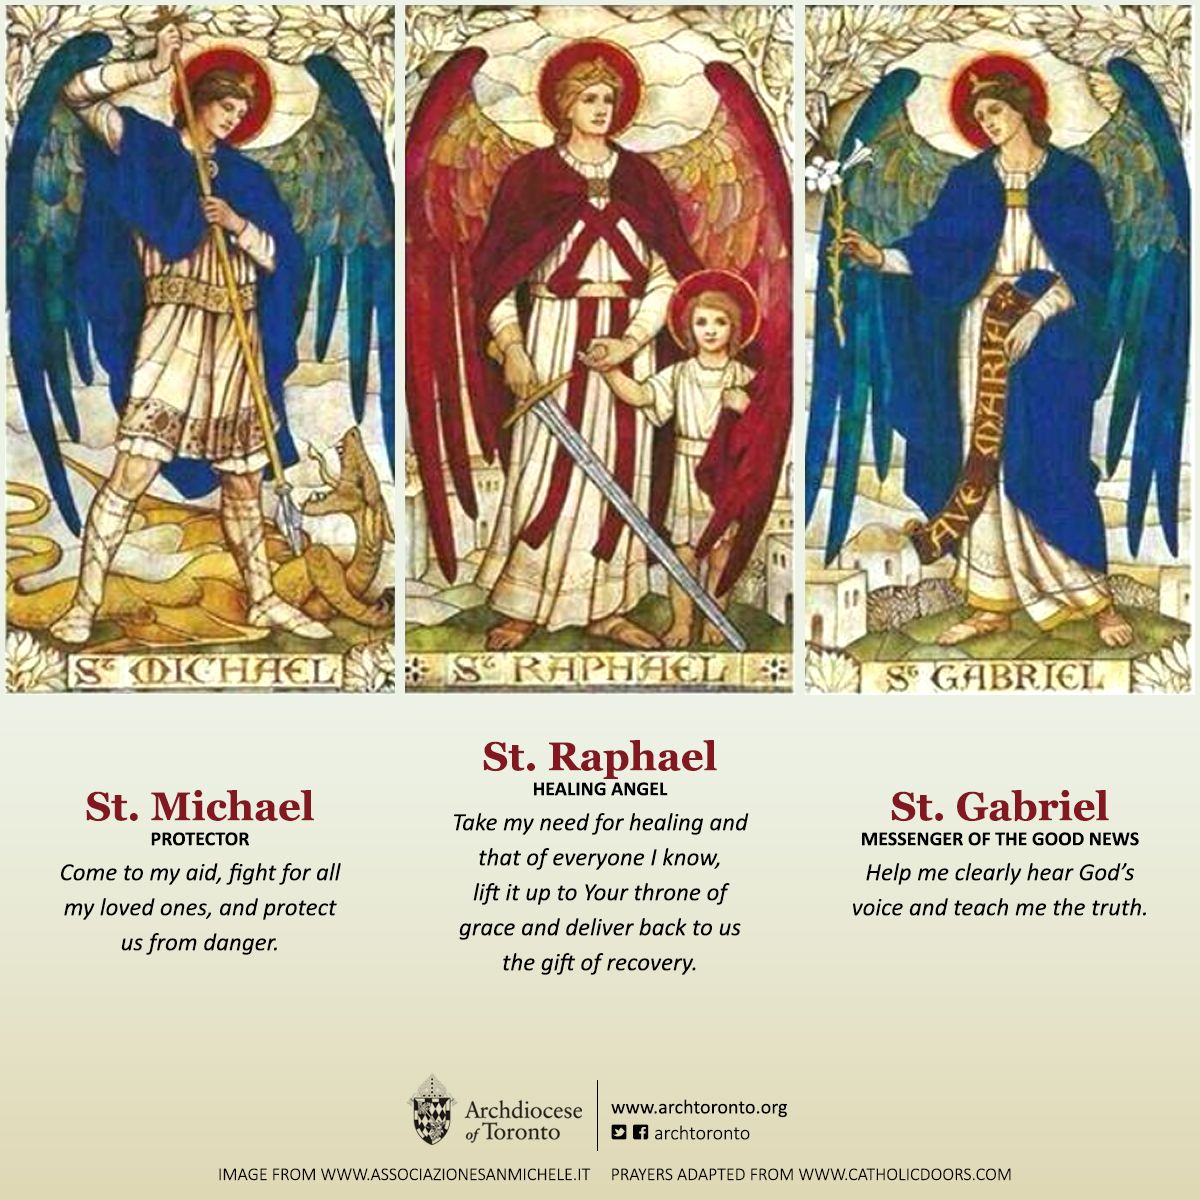 AVE MARIA
ST MICHAEL
ST RAPHAEL
ST GABRIEL
St. Michael
PROTECTOR
Come to my aid, fight for all
my loved ones, and protect
us from danger.
St. Raphael
HEALING ANGEL
Take my need for healing and
that of everyone I know,
lift it up to Your throne of
grace and deliver back to us
the gift of recovery.
St. Gabriel
MESSENGER OF THE GOOD NEWS
Help me clearly hear God's
voice and teach me the truth.
Archdiocese
of Toronto
www.archtoronto.org
archtoronto
IMAGE FROM WWW.ASSOCIAZIONESANMICHELE.IT PRAYERS ADAPTED FROM WWW.CATHOLICDOORS.COM